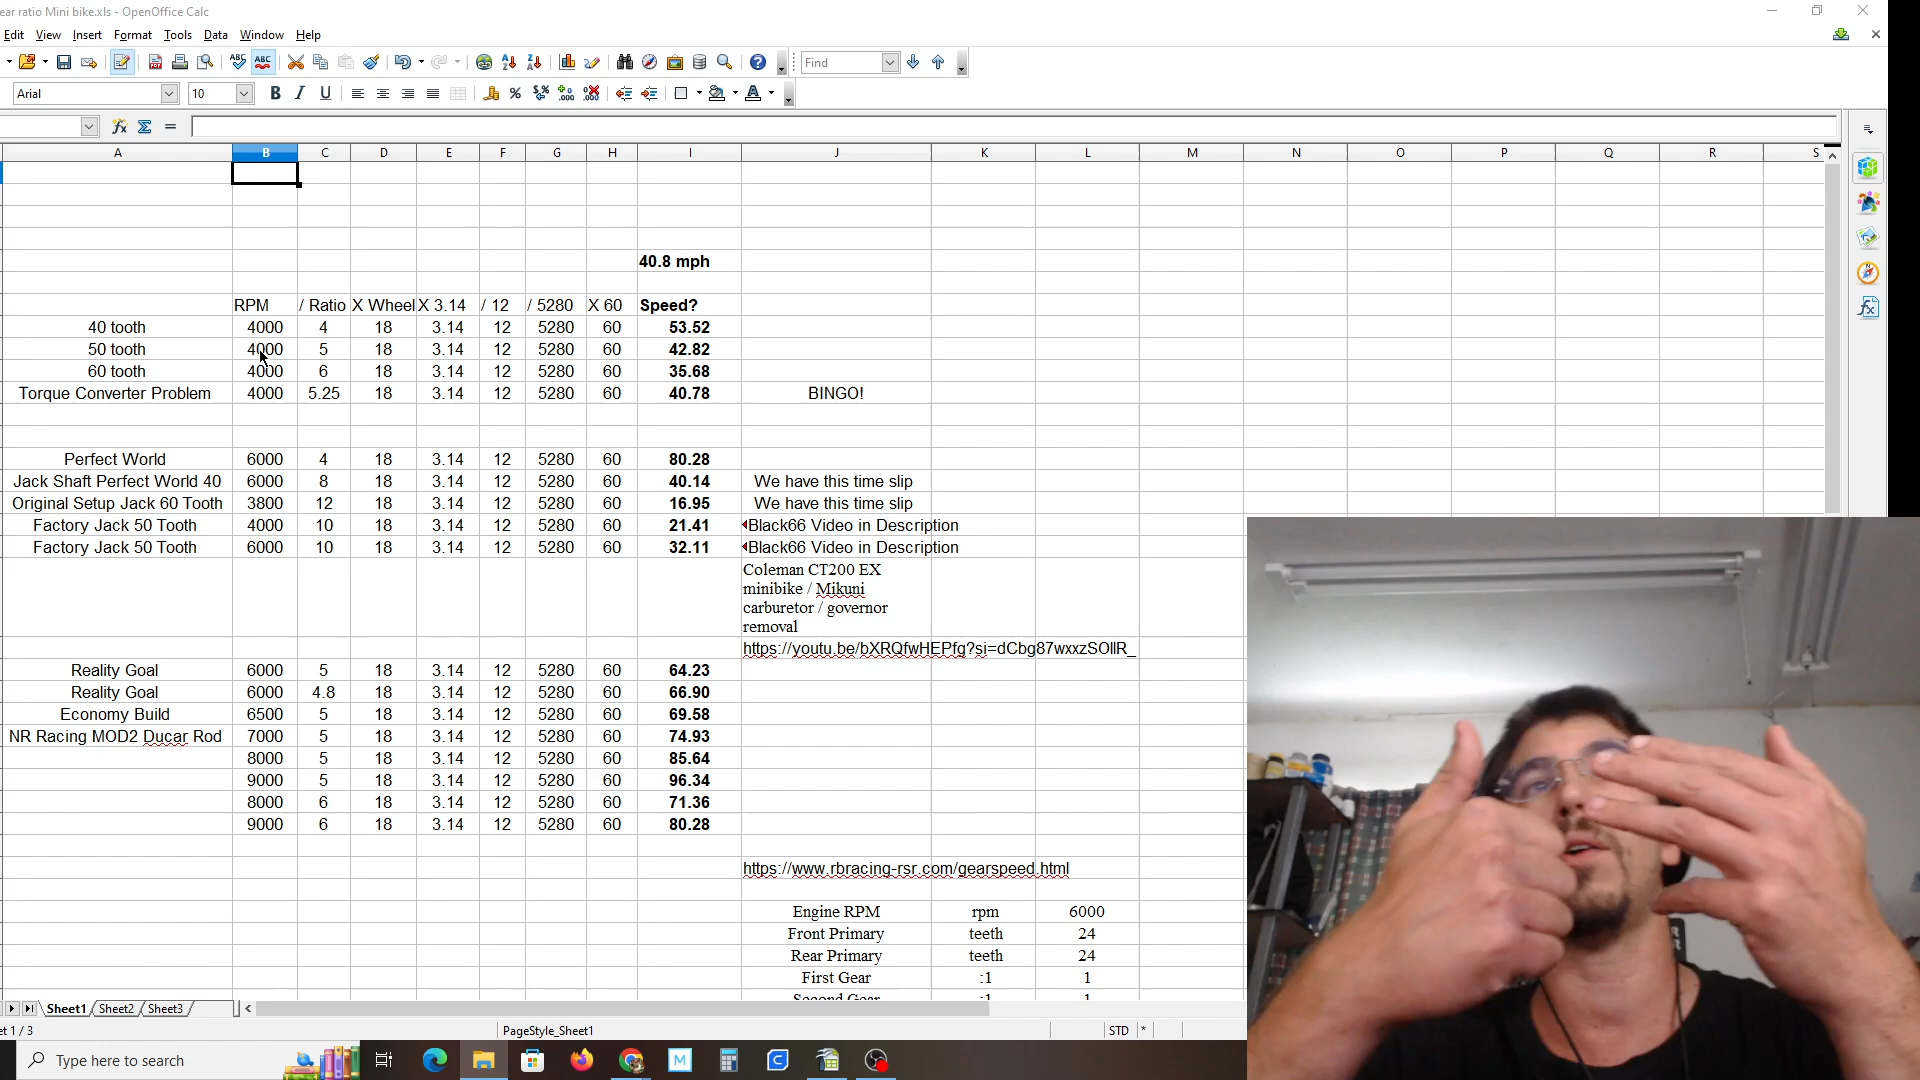 ear ratio Mini bike.xls - OpenOffice Calc
Edit View Insert Format Tools Data Window Help
Find
Arial 10
A B C D E F G H I J K L M N O P Q R S
40.8 mph
RPM / Ratio X Wheel X 3.14 / 12 / 5280 X 60 Speed?
40 tooth 4000 4 18 3.14 12 5280 60 53.52
50 tooth 4000 5 18 3.14 12 5280 60 42.82
60 tooth 4000 6 18 3.14 12 5280 60 35.68
Torque Converter Problem 4000 5.25 18 3.14 12 5280 60 40.78 BINGO!
Perfect World 6000 4 18 3.14 12 5280 60 80.28
Jack Shaft Perfect World 40 6000 8 18 3.14 12 5280 60 40.14 We have this time slip
Original Setup Jack 60 Tooth 3800 12 18 3.14 12 5280 60 16.95 We have this time slip
Factory Jack 50 Tooth 4000 10 18 3.14 12 5280 60 21.41 Black66 Video in Description
Factory Jack 50 Tooth 6000 10 18 3.14 12 5280 60 32.11 Black66 Video in Description
Coleman CT200 EX
minibike / Mikuni
carburetor / governor
removal
https://youtu.be/bXRQfwHEPfg?si=dCbg87wxxzSOllR_
Reality Goal 6000 5 18 3.14 12 5280 60 64.23
Reality Goal 6000 4.8 18 3.14 12 5280 60 66.90
Economy Build 6500 5 18 3.14 12 5280 60 69.58
NR Racing MOD2 Ducar Rod 7000 5 18 3.14 12 5280 60 74.93
8000 5 18 3.14 12 5280 60 85.64
9000 5 18 3.14 12 5280 60 96.34
8000 6 18 3.14 12 5280 60 71.36
9000 6 18 3.14 12 5280 60 80.28
https://www.rbracing-rsr.com/gearspeed.html
Engine RPM rpm 6000
Front Primary teeth 24
Rear Primary teeth 24
First Gear :1 1
Second Gear :1 1
Sheet1 Sheet2 Sheet3
et 1 / 3 PageStyle_Sheet1 STD *
Type here to search